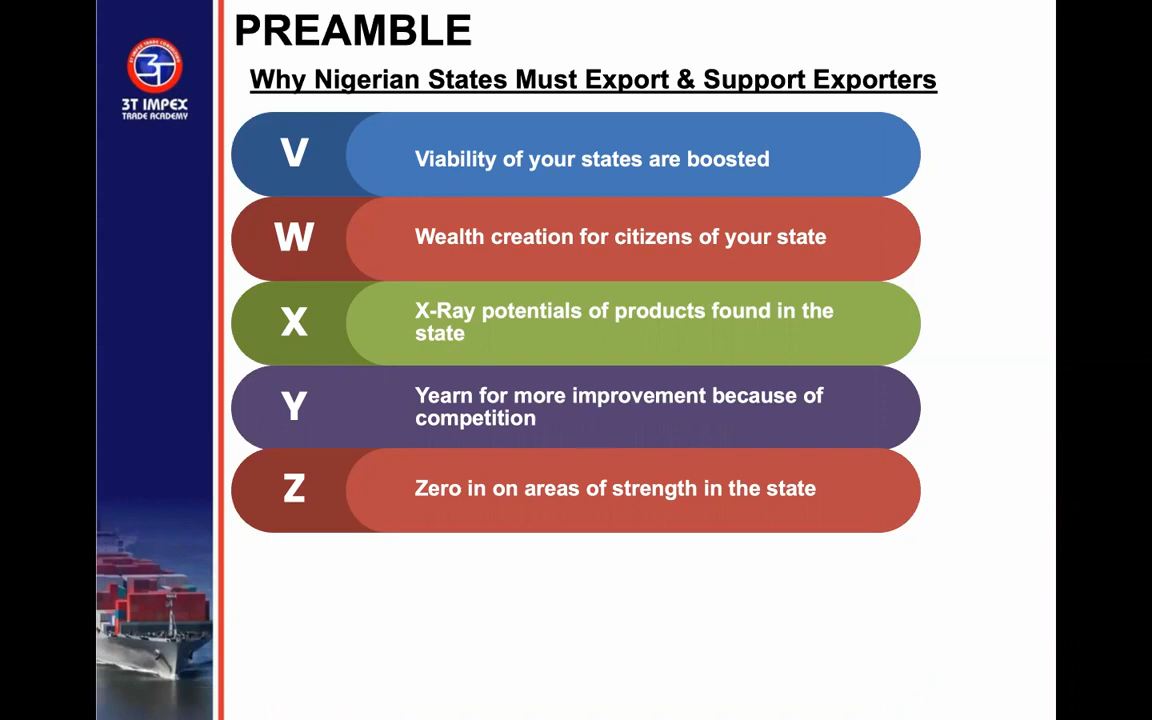 PREAMBLE
Why Nigerian States Must Export & Support Exporters
3T IMPEX
TRADE ACADEMY
V
Viability of your states are boosted
W
Wealth creation for citizens of your state
X
X-Ray potentials of products found in the
state
Y
Yearn for more improvement because of
competition
Z
Zero in on areas of strength in the state